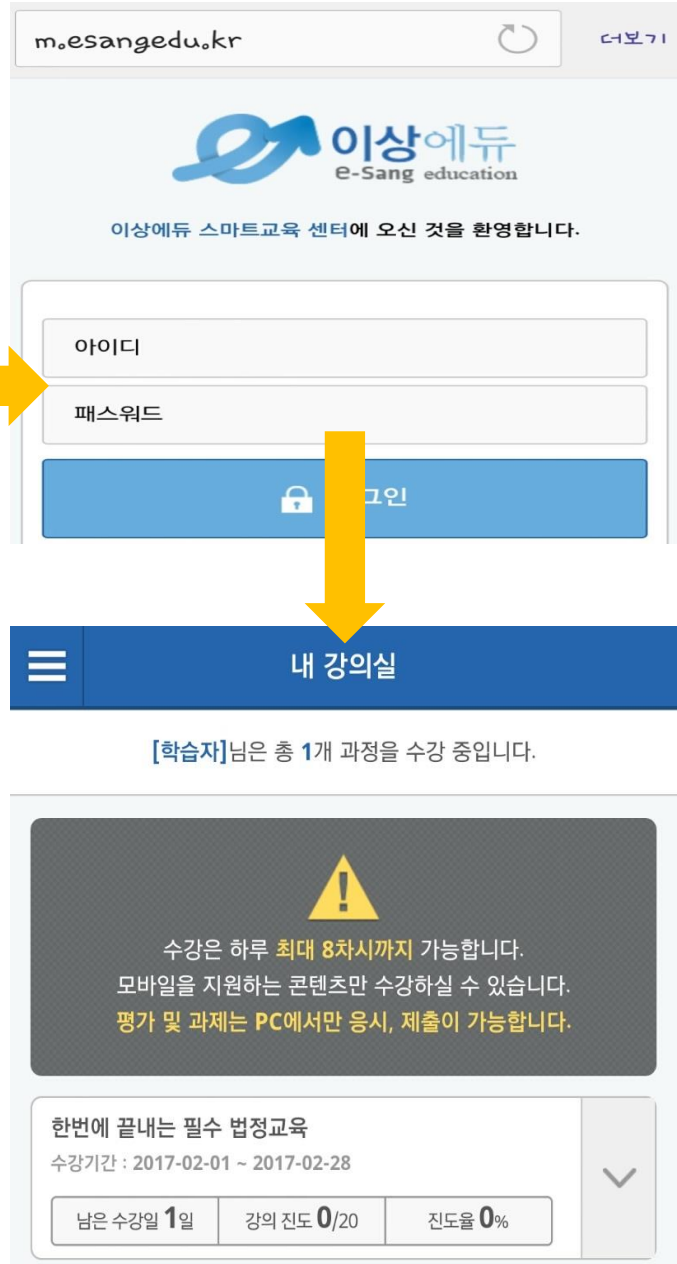 m.esangedu.kr
더보기
이상에듀
e-Sang education
이상에듀 스마트교육 센터에 오신 것을 환영합니다.
아이디
패스워드
그인
내 강의실
[학습자]님은 총 1개 과정을 수강 중입니다.
수강은 하루 최대 8차시까지 가능합니다.
모바일을 지원하는 콘텐츠만 수강하실 수 있습니다.
평가 및 과제는 PC에서만 응시, 제출이 가능합니다.
한번에 끝내는 필수 법정교육
수강기간 : 2017-02-01 ~ 2017-02-28
남은 수강일 1일
강의 진도 0/20
진도율 0%